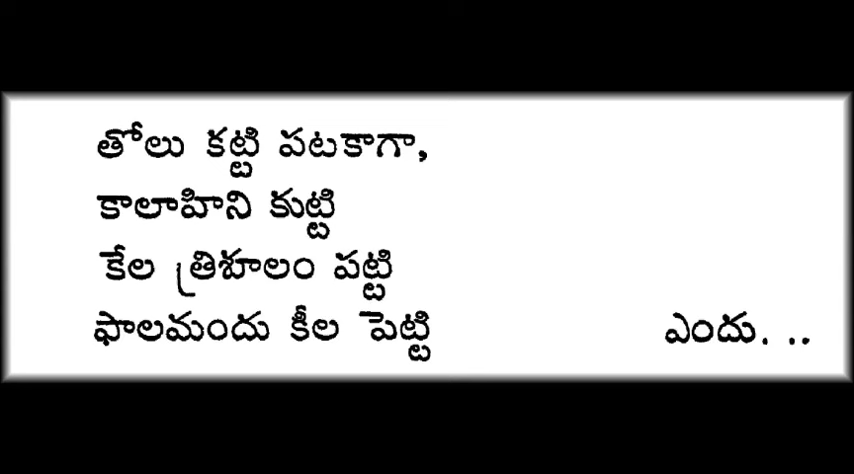 తోలు కట్టి పటకాగా,
కాలాహిని కుట్టి
కేల త్రిశూలం పట్టి
ఫాలమందు కీల పెట్టి ఎందు. ..